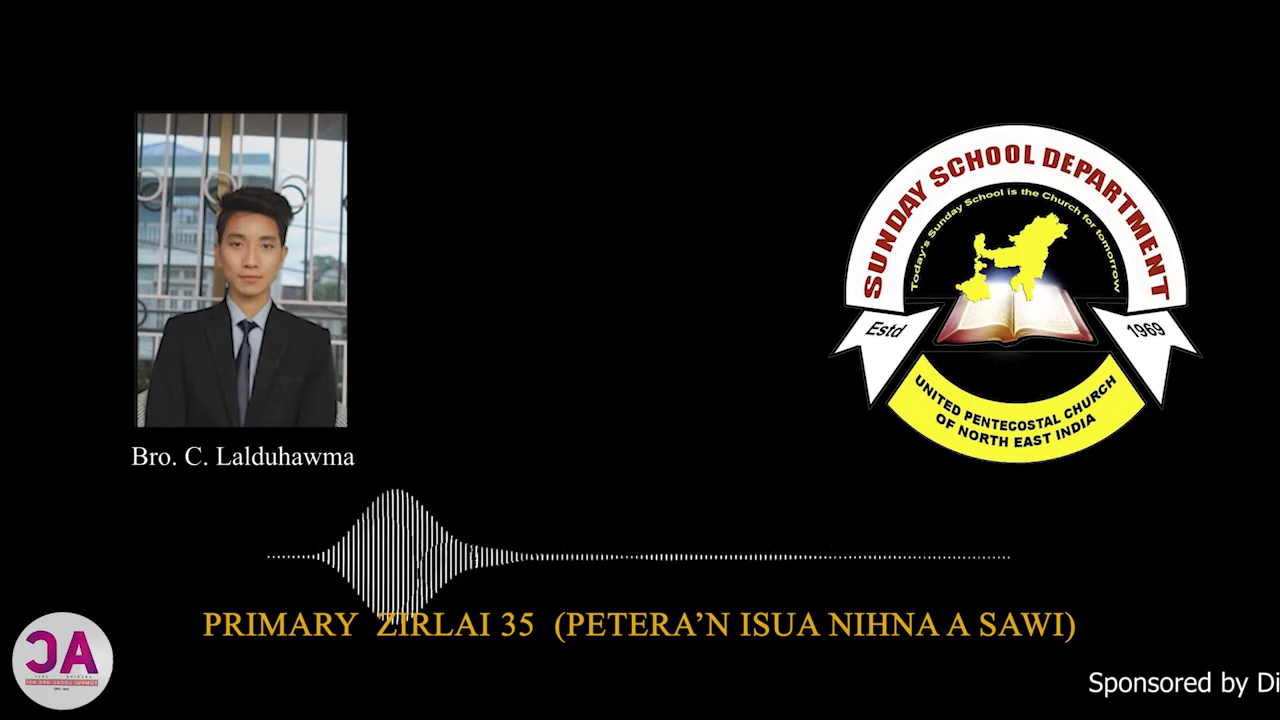 SUNDAY SCHOOL DEPARTMENT
Today's Sunday School is the Church for tomorrow
Estd 1969
UNITED PENTECOSTAL CHURCH
OF NORTH EAST INDIA
Bro. C. Lalduhawma
PRIMARY ZIRLAI 35 (PETERA’N ISUA NIHNA A SAWI)
CA
Sponsored by Di